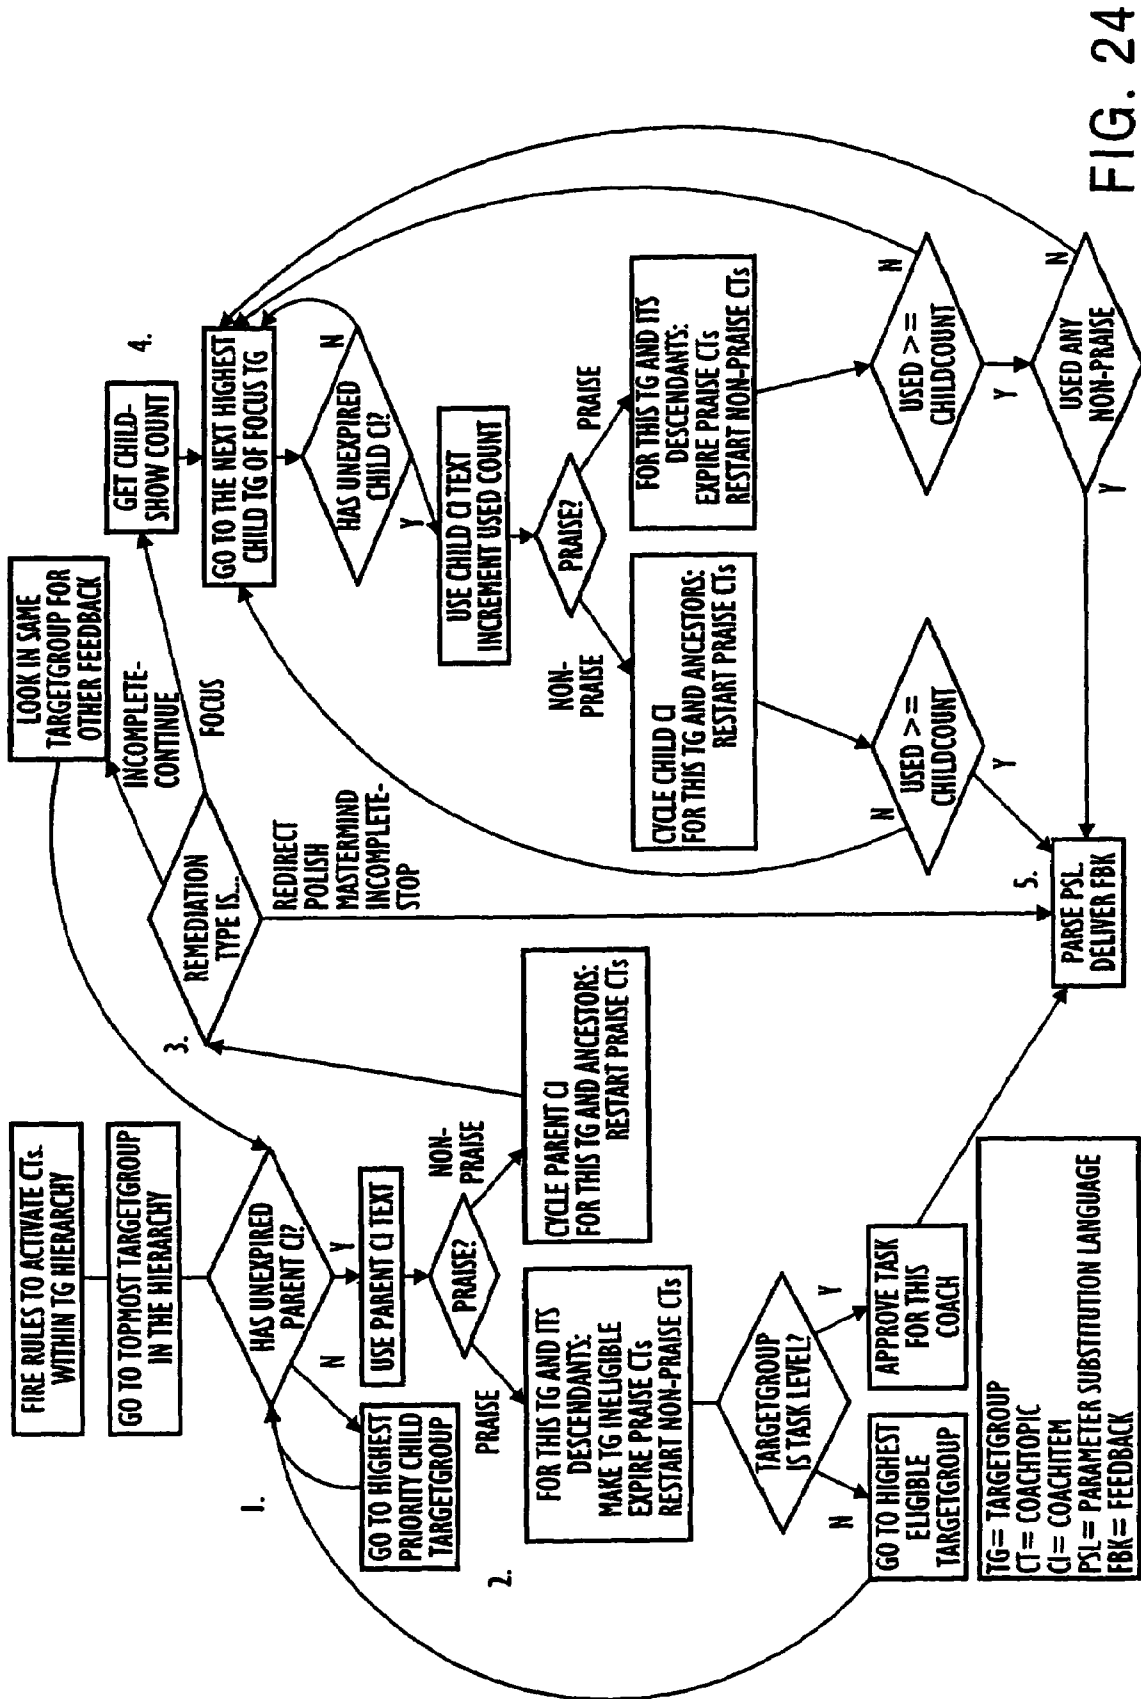 FIRE RULES TO ACTIVATE CTs.
WITHIN TG HIERARCHY
GO TO TOPMOST TARGETGROUP
IN THE HIERARCHY
1.
HAS UNEXPIRED
PARENT CI?
N
Y
GO TO HIGHEST
PRIORITY CHILD
TARGETGROUP
USE PARENT CI TEXT
2.
PRAISE?
PRAISE
NON-
PRAISE
FOR THIS TG AND ITS
DESCENDANTS:
MAKE TG INELIGIBLE
EXPIRE PRAISE CTs
RESTART NON-PRAISE CTs
CYCLE PARENT CI
FOR THIS TG AND ANCESTORS:
RESTART PRAISE CTs
TARGETGROUP
IS TASK LEVEL?
N
Y
GO TO HIGHEST
ELIGIBLE
TARGETGROUP
APPROVE TASK
FOR THIS
COACH
TG= TARGETGROUP
CT= COACHTOPIC
CI= COACHITEM
PSL= PARAMETER SUBSTITUTION LANGUAGE
FBK= FEEDBACK
3.
REMEDIATION
TYPE IS...
LOOK IN SAME
TARGETGROUP FOR
OTHER FEEDBACK
INCOMPLETE-
CONTINUE
FOCUS
REDIRECT
POLISH
MASTERMIND
INCOMPLETE-
STOP
4.
GET CHILD-
SHOW COUNT
GO TO THE NEXT HIGHEST
CHILD TG OF FOCUS TG
HAS UNEXPIRED
CHILD CI?
N
Y
USE CHILD CI TEXT
INCREMENT USED COUNT
PRAISE?
NON-
PRAISE
PRAISE
CYCLE CHILD CI
FOR THIS TG AND ANCESTORS:
RESTART PRAISE CTs
FOR THIS TG AND ITS
DESCENDANTS:
EXPIRE PRAISE CTs
RESTART NON-PRAISE CTs
USED >=
CHILDCOUNT
N
Y
USED >=
CHILDCOUNT
N
Y
USED ANY
NON-PRAISE
N
Y
5.
PARSE PSL.
DELIVER FBK
FIG. 24